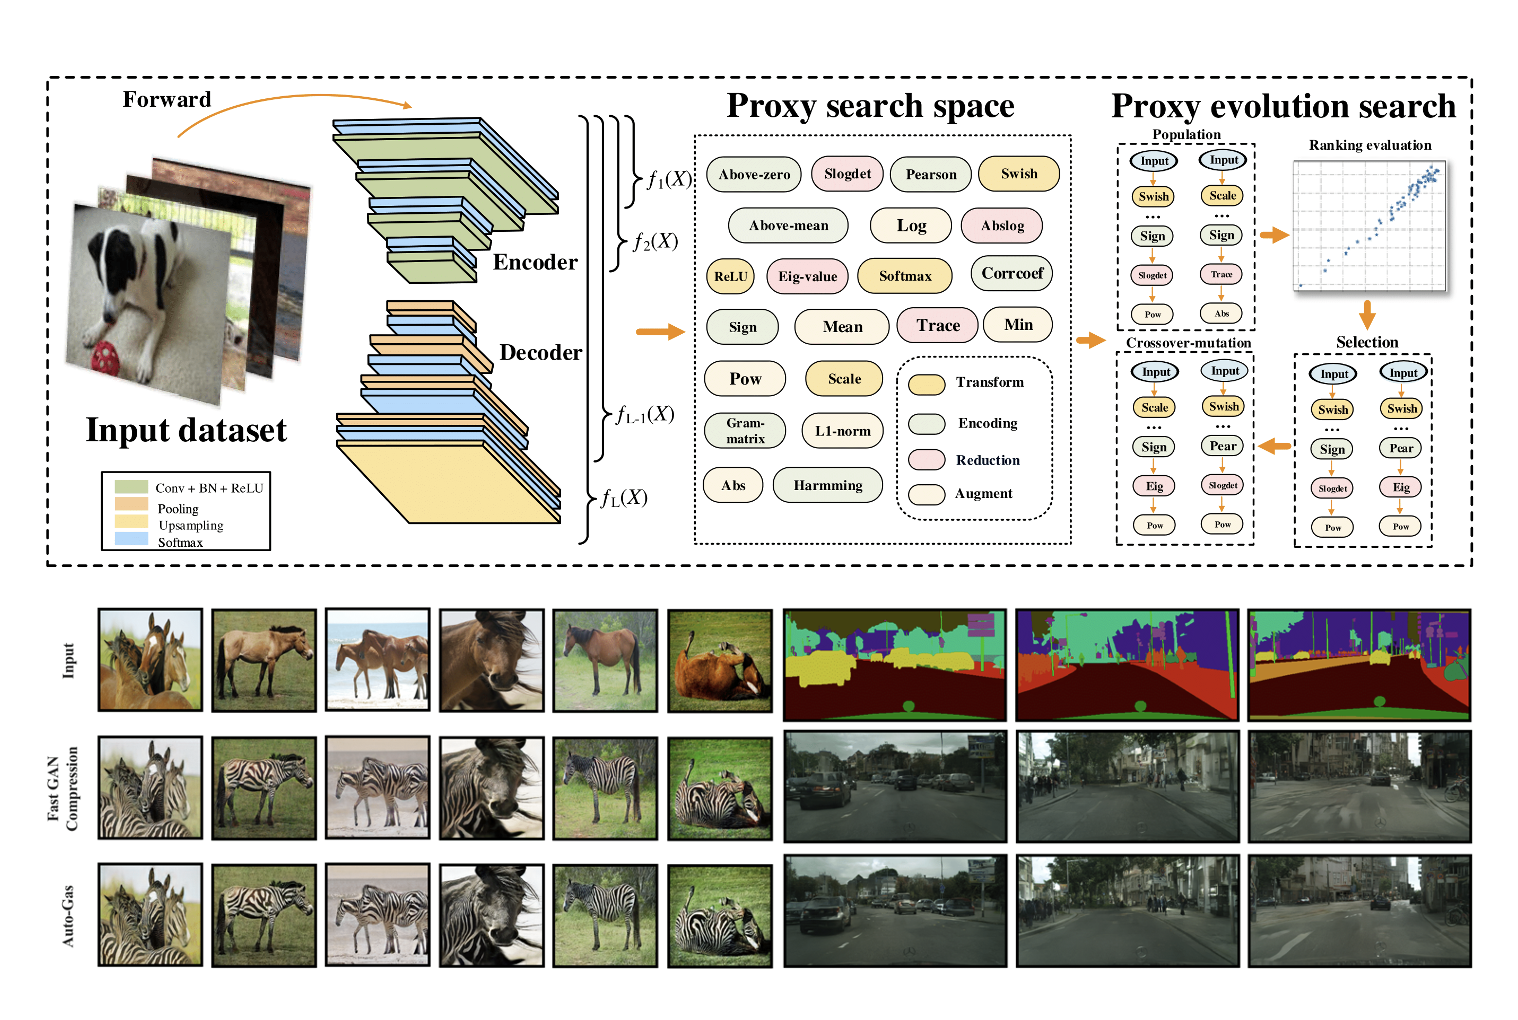 Forward
Input dataset
Conv + BN + ReLU
Pooling
Upsampling
Softmax
Encoder
Decoder
f1(X)
f2(X)
fL-1(X)
fL(X)
Proxy search space
Above-zero
Slogdet
Pearson
Swish
Above-mean
Log
Abslog
ReLU
Eig-value
Softmax
Corrcoef
Sign
Mean
Trace
Min
Pow
Scale
Gram-
matrix
L1-norm
Abs
Harmming
Transform
Encoding
Reduction
Augment
Proxy evolution search
Population
Input
Swish
...
Sign
Slogdet
Pow
Input
Scale
...
Sign
Trace
Abs
Ranking evaluation
Crossover-mutation
Input
Scale
...
Sign
Eig
Pow
Input
Swish
...
Pear
Slogdet
Pow
Selection
Input
Swish
...
Sign
Slogdet
Pow
Input
Swish
...
Pear
Eig
Pow
Input
Fast GAN
Compression
Auto-Gas